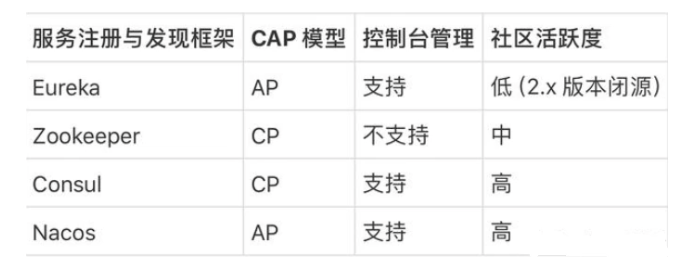 服务注册与发现框架 CAP 模型 控制台管理 社区活跃度
Eureka AP 支持 低 (2.x 版本闭源)
Zookeeper CP 不支持 中
Consul CP 支持 高
Nacos AP 支持 高